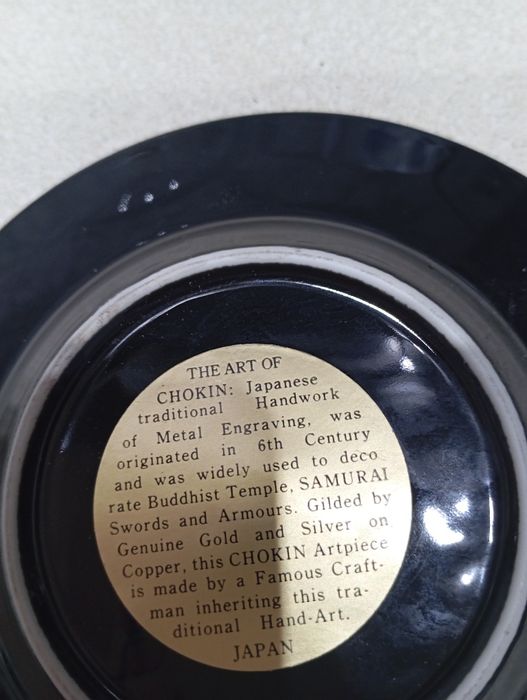 THE ART OF
CHOKIN: Japanese
traditional Handwork
of Metal Engraving, was
originated in 6th Century
and was widely used to deco
rate Buddhist Temple, SAMURAI
Swords and Armours. Gilded by
Genuine Gold and Silver on
Copper, this CHOKIN Artpiece
is made by a Famous Craft-
man inheriting this tra-
ditional Hand-Art.
JAPAN